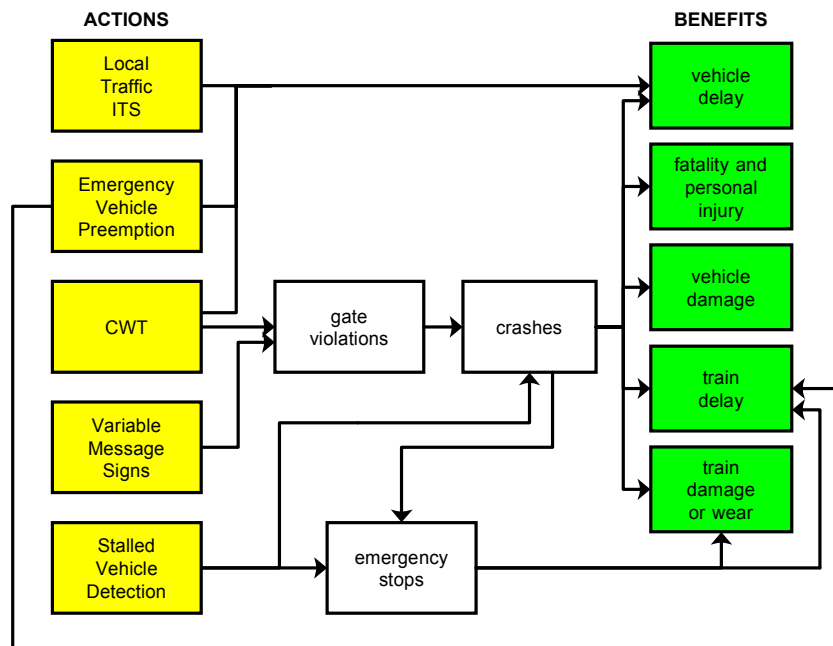 ACTIONS
BENEFITS
Local
Traffic
ITS
vehicle
delay
Emergency
Vehicle
Preemption
fatality and
personal
injury
CWT
gate
violations
crashes
vehicle
damage
Variable
Message
Signs
train
delay
train
damage
or wear
Stalled
Vehicle
Detection
emergency
stops